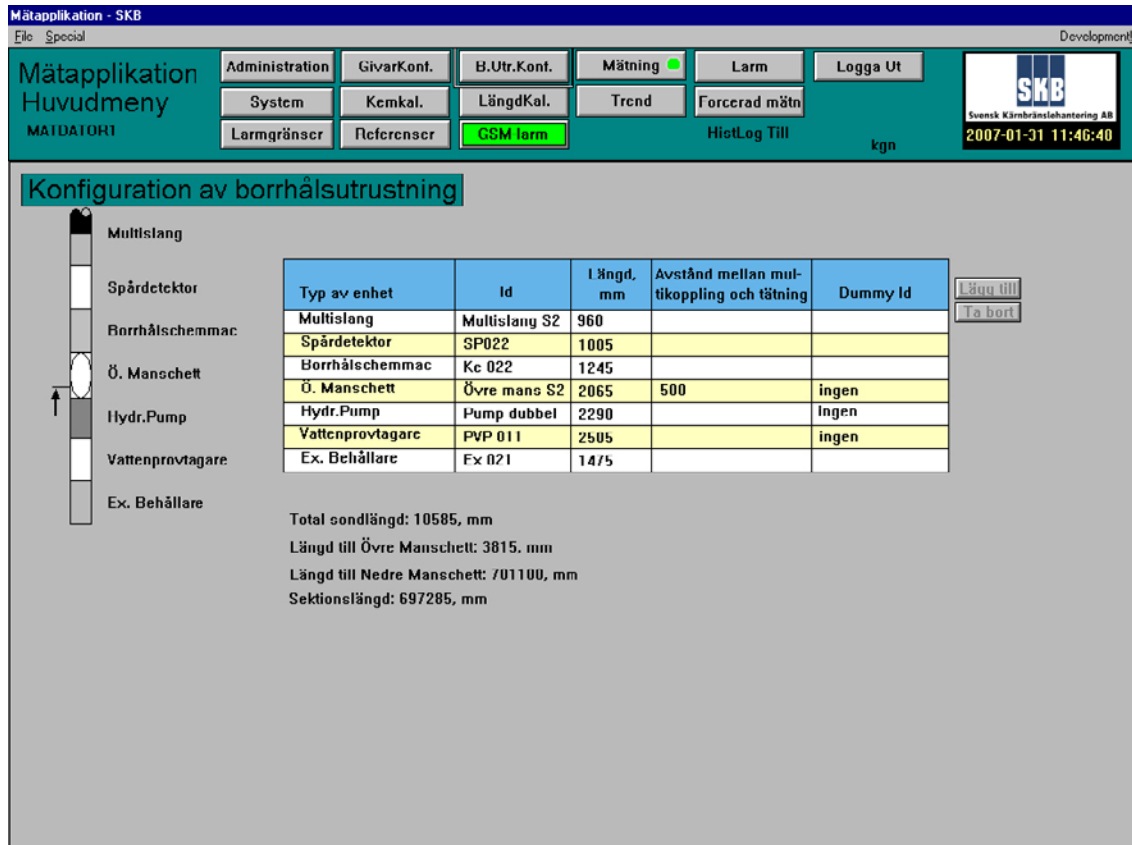 Mätapplikation - SKB
File Special Development!
Mätapplikation
Huvudmeny
MATDATOR1
Administration GivarKonf. B.Utr.Konf. Mätning Larm Logga Ut
System Kemkal. LängdKal. Trend Forcerad mätn
Larmgränser Referenser GSM-larm HistLog Till kgn
SKB
Svensk Kärnbränslehantering AB
2007-01-31 11:46:40
Konfiguration av borrhålsutrustning
Multislang
Spårdetektor
Borrhålschemmac
Ö. Manschett
Hydr.Pump
Vattenprovtagare
Ex. Behållare
Typ av enhet Id Längd, mm Avstånd mellan mul-tikoppling och tätning Dummy Id
Multislang Multislang S2 960
Spårdetektor SP022 1005
Borrhålschemmac Kc 022 1245
Ö. Manschett Övre mans S2 2065 500 ingen
Hydr.Pump Pump dubbel 2290 Ingen
Vattenprovtagare PVP 011 2505 ingen
Ex. Behållare Ex 021 1475
Lägg till
Ta bort
Total sondlängd: 10585, mm
Längd till Övre Manschett: 3815, mm
Längd till Nedre Manschett: 701100, mm
Sektionslängd: 697285, mm